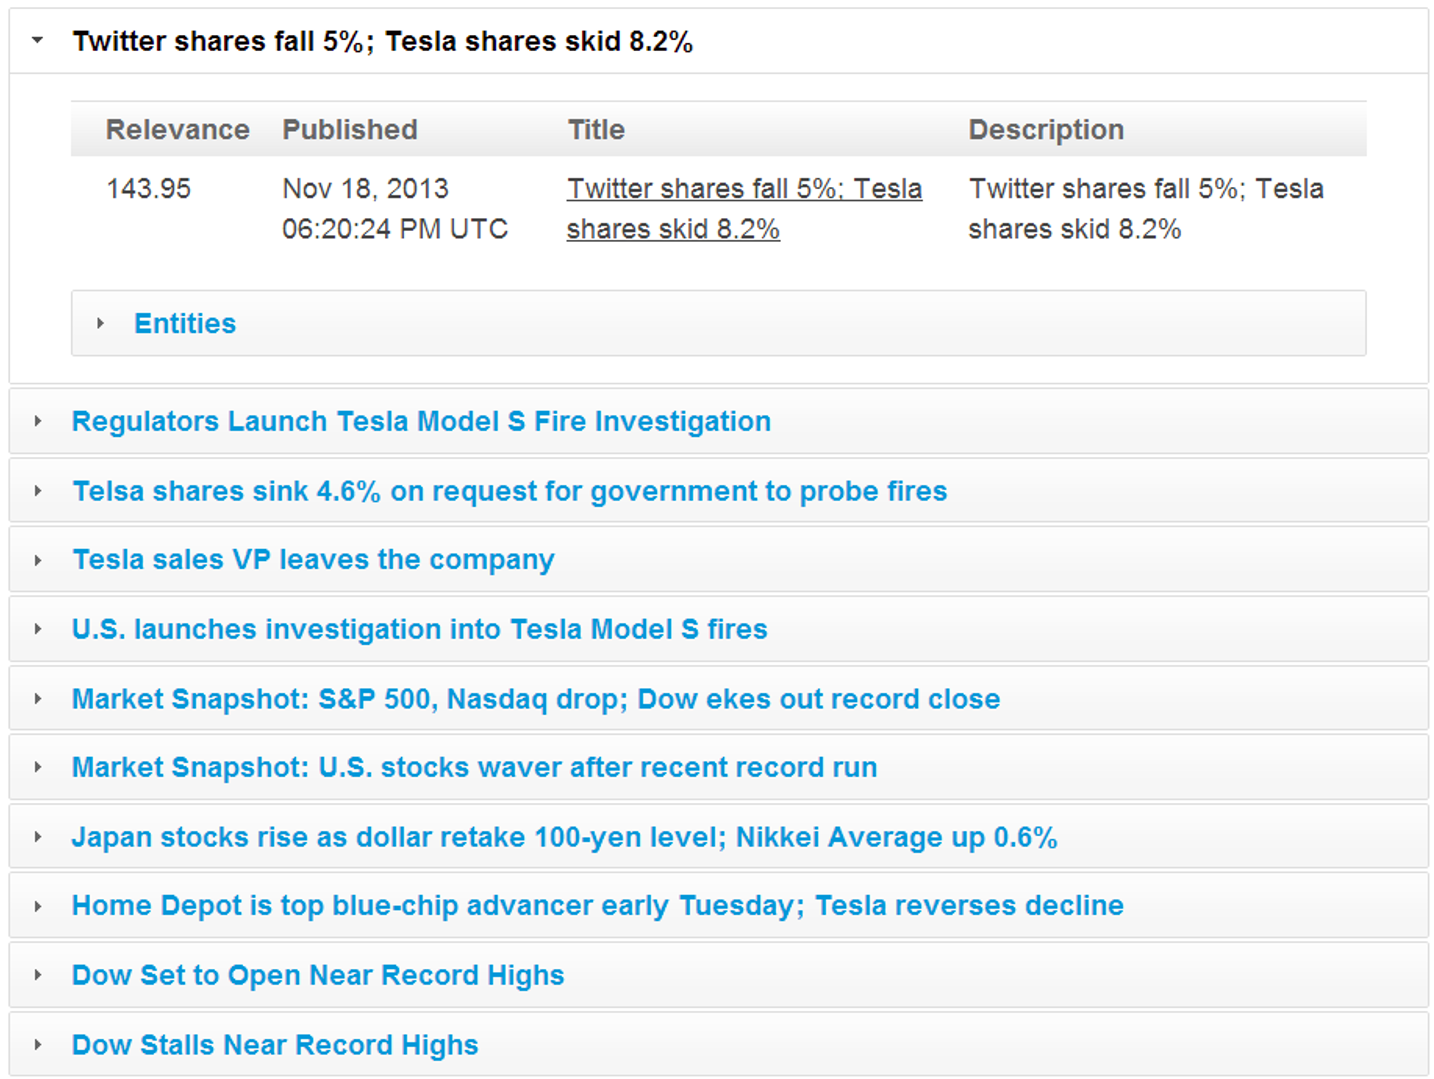 Twitter shares fall 5%; Tesla shares skid 8.2%
Relevance Published Title Description
143.95 Nov 18, 2013 Twitter shares fall 5%; Tesla Twitter shares fall 5%; Tesla
06:20:24 PM UTC shares skid 8.2% shares skid 8.2%
Entities
Regulators Launch Tesla Model S Fire Investigation
Telsa shares sink 4.6% on request for government to probe fires
Tesla sales VP leaves the company
U.S. launches investigation into Tesla Model S fires
Market Snapshot: S&P 500, Nasdaq drop; Dow ekes out record close
Market Snapshot: U.S. stocks waver after recent record run
Japan stocks rise as dollar retake 100-yen level; Nikkei Average up 0.6%
Home Depot is top blue-chip advancer early Tuesday; Tesla reverses decline
Dow Set to Open Near Record Highs
Dow Stalls Near Record Highs